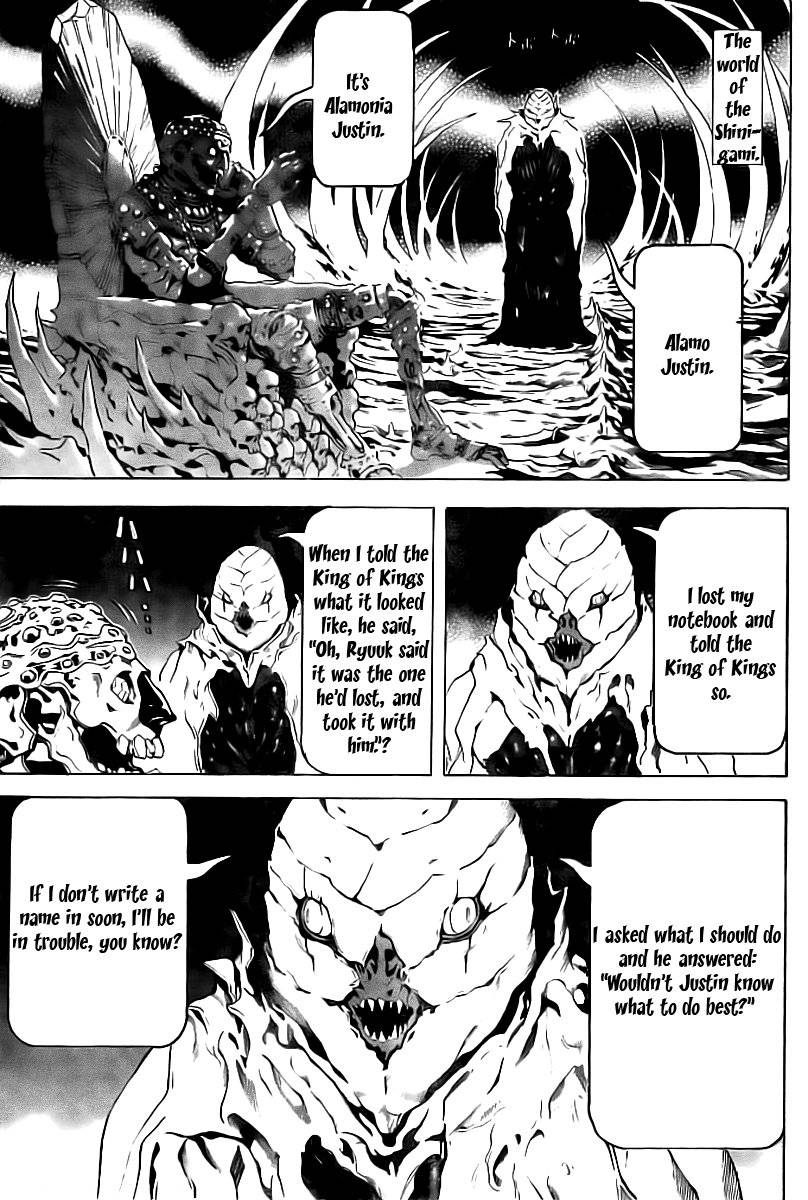 The
world
of
the
Shini-
gami.
Alamo
Justin.
It's
Alamonia
Justin.
I lost my
notebook and
told the
King of Kings
so.
When I told the
King of Kings
what it looked
like, he said,
"Oh, Ryuuk said
it was the one
he'd lost, and
took it with
him."?
I asked what I should do
and he answered:
"Wouldn't Justin know
what to do best?"
If I don't write a
name in soon, I'll be
in trouble, you know?